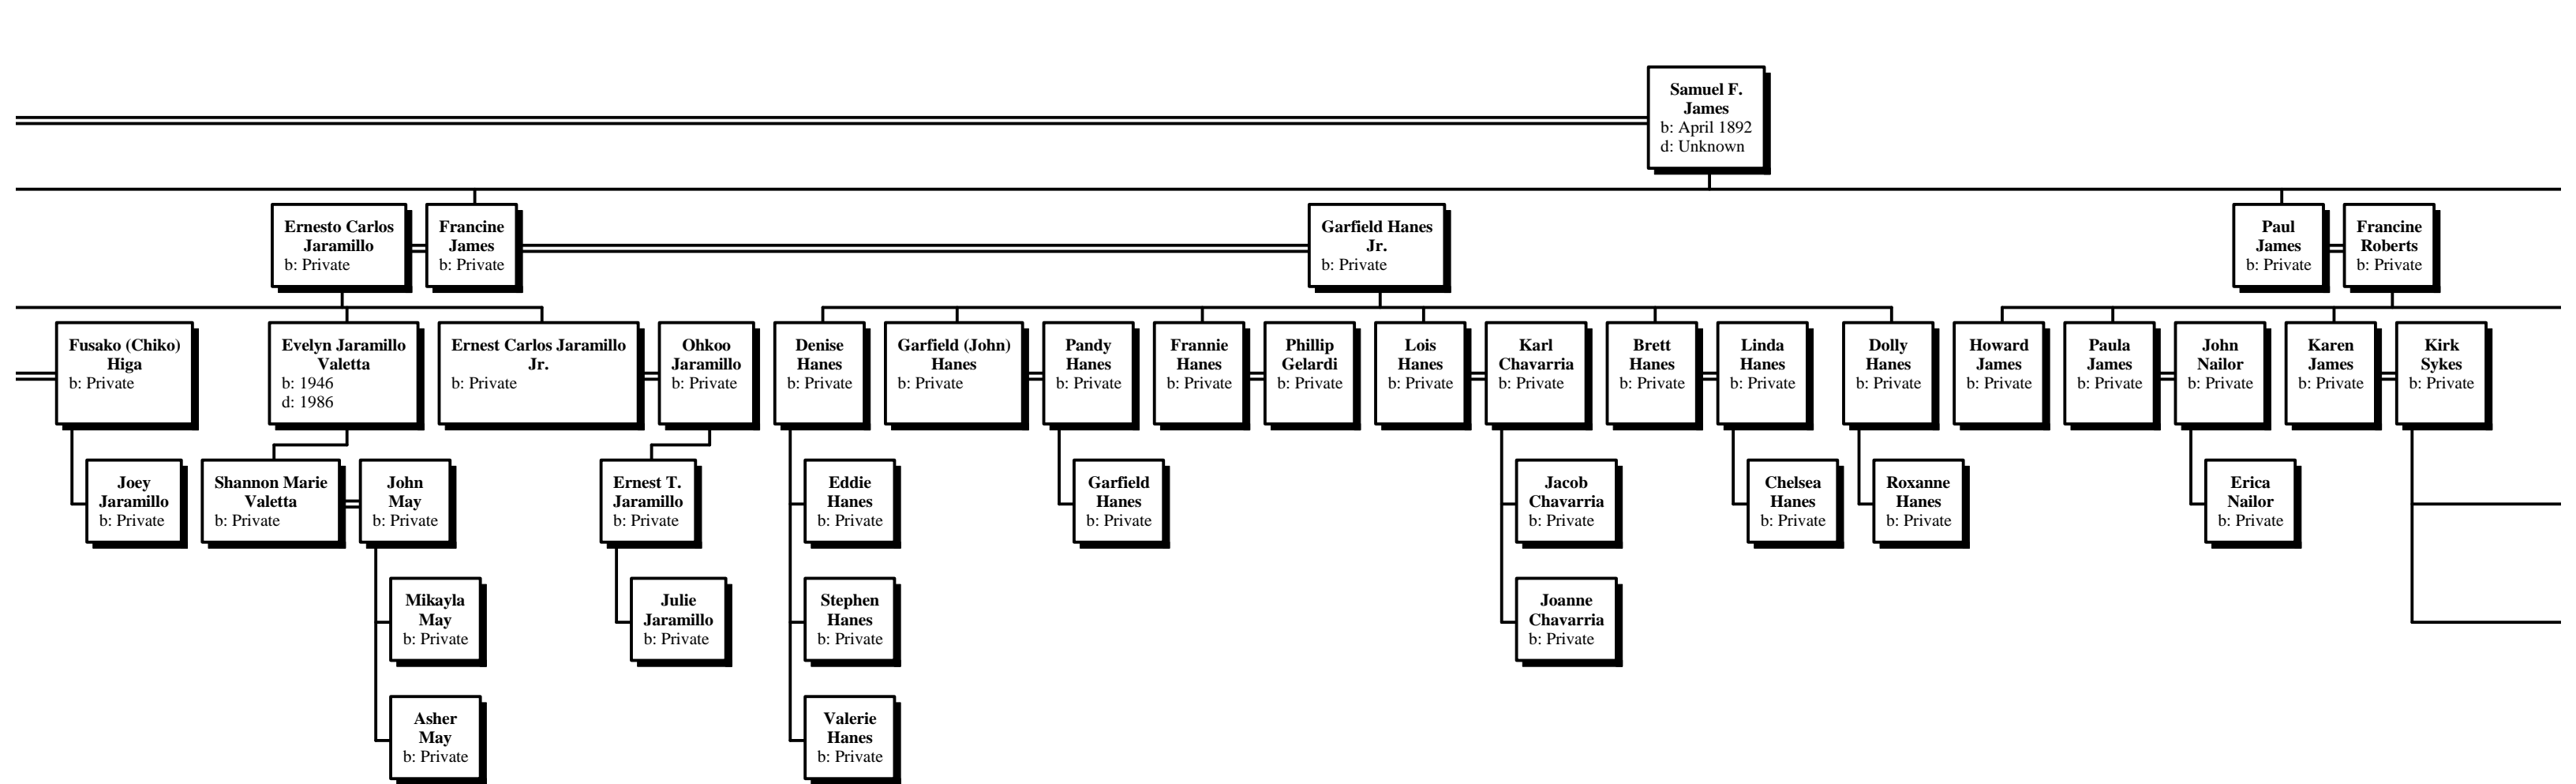 Samuel F.
James
b: April 1892
d: Unknown
Ernesto Carlos
Jaramillo
b: Private
Francine
James
b: Private
Garfield Hanes
Jr.
b: Private
Paul
James
b: Private
Francine
Roberts
b: Private
Fusako (Chiko)
Higa
b: Private
Evelyn Jaramillo
Valetta
b: 1946
d: 1986
Ernest Carlos Jaramillo
Jr.
b: Private
Ohkoo
Jaramillo
b: Private
Denise
Hanes
b: Private
Garfield (John)
Hanes
b: Private
Pandy
Hanes
b: Private
Frannie
Hanes
b: Private
Phillip
Gelardi
b: Private
Lois
Hanes
b: Private
Karl
Chavarria
b: Private
Brett
Hanes
b: Private
Linda
Hanes
b: Private
Dolly
Hanes
b: Private
Howard
James
b: Private
Paula
James
b: Private
John
Nailor
b: Private
Karen
James
b: Private
Kirk
Sykes
b: Private
Joey
Jaramillo
b: Private
Shannon Marie
Valetta
b: Private
John
May
b: Private
Ernest T.
Jaramillo
b: Private
Eddie
Hanes
b: Private
Garfield
Hanes
b: Private
Jacob
Chavarria
b: Private
Chelsea
Hanes
b: Private
Roxanne
Hanes
b: Private
Erica
Nailor
b: Private
Mikayla
May
b: Private
Julie
Jaramillo
b: Private
Stephen
Hanes
b: Private
Joanne
Chavarria
b: Private
Asher
May
b: Private
Valerie
Hanes
b: Private